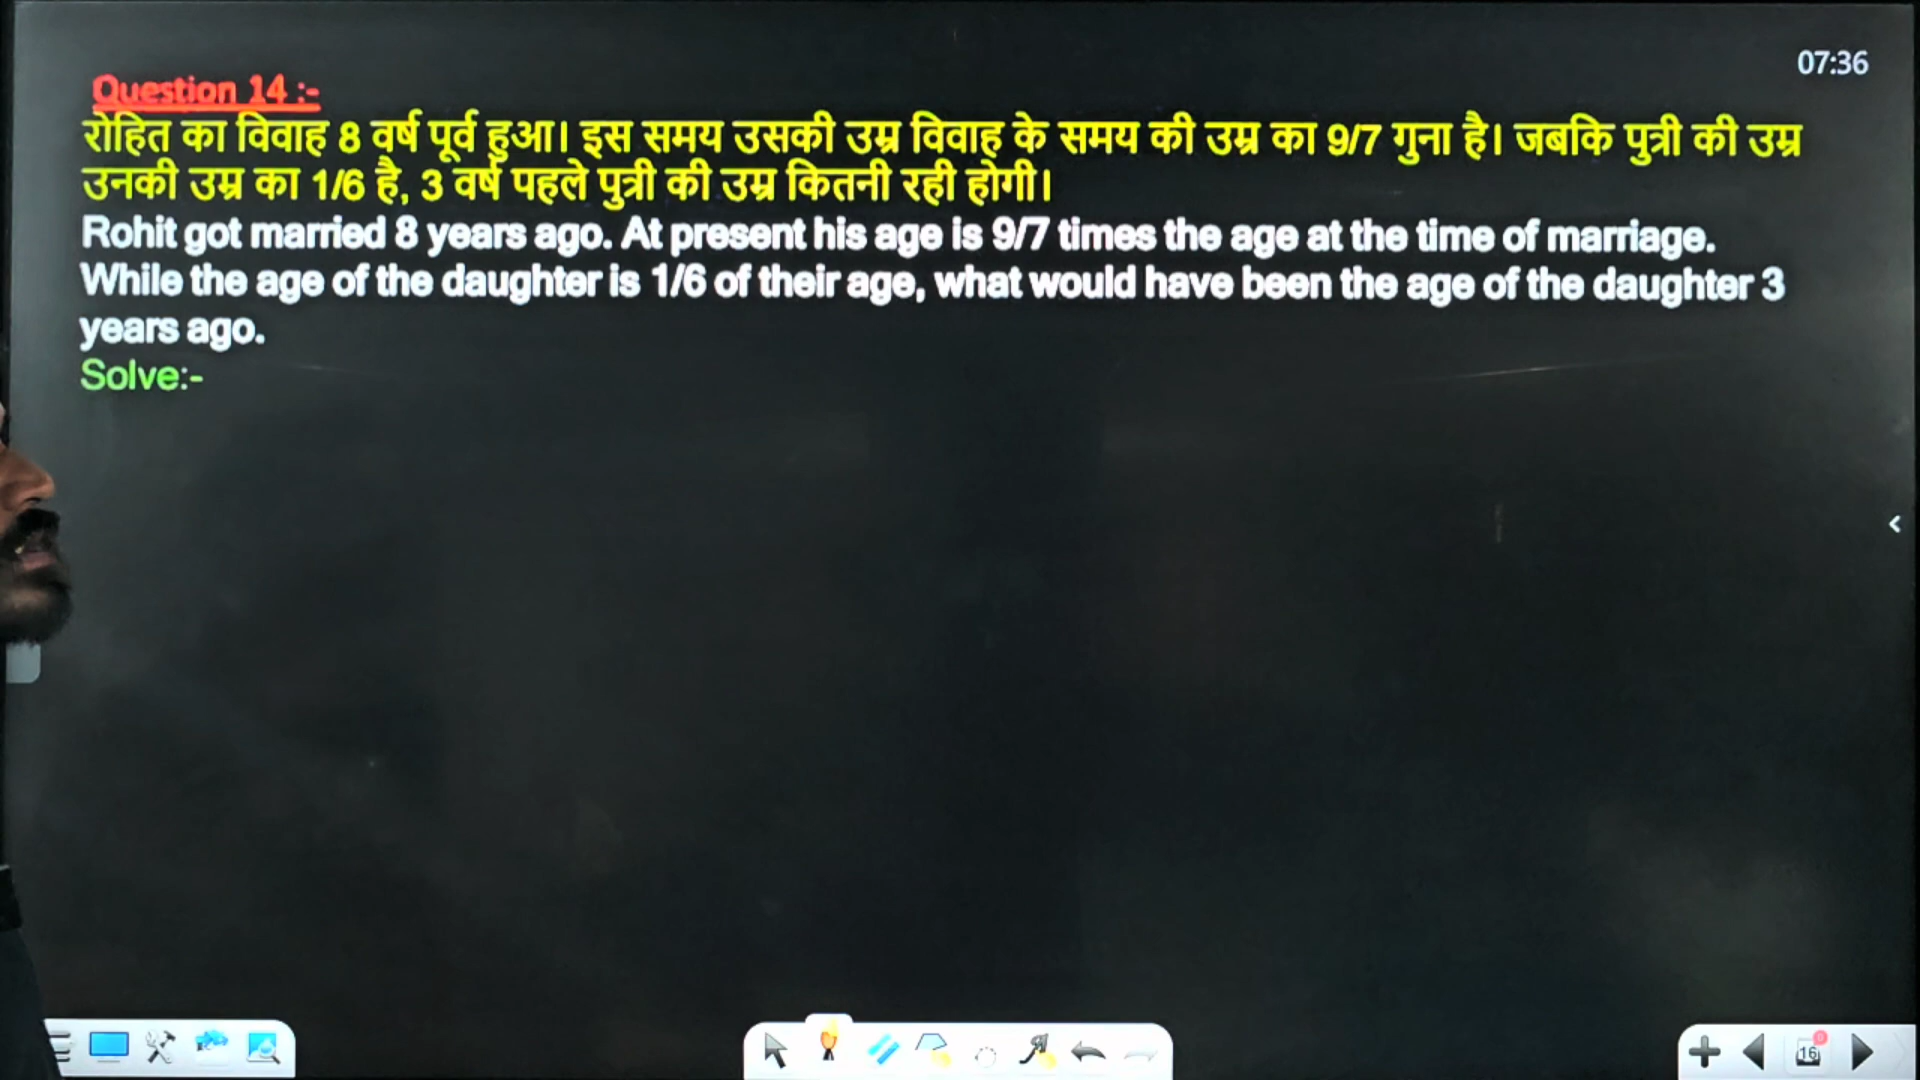 07:36
Question 14 :-
रोहित का विवाह 8 वर्ष पूर्व हुआ। इस समय उसकी उम्र विवाह के समय की उम्र का 9/7 गुना है। जबकि पुत्री की उम्र
उनकी उम्र का 1/6 है, 3 वर्ष पहले पुत्री की उम्र कितनी रही होगी।
Rohit got married 8 years ago. At present his age is 9/7 times the age at the time of marriage.
While the age of the daughter is 1/6 of their age, what would have been the age of the daughter 3
years ago.
Solve:-
16